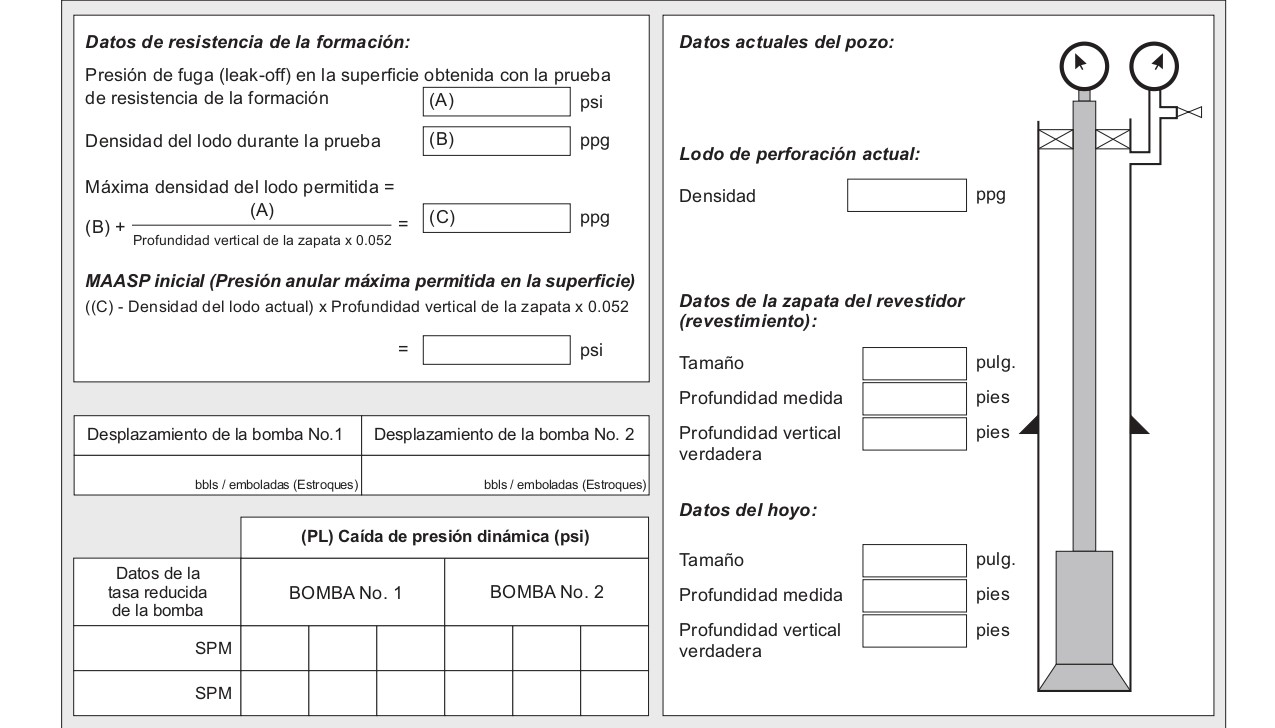 Datos de resistencia de la formación:
Presión de fuga (leak-off) en la superficie obtenida con la prueba
de resistencia de la formación
(A) psi
Densidad del lodo durante la prueba (B) ppg
Máxima densidad del lodo permitida =
(A)
(B) + = (C) ppg
Profundidad vertical de la zapata x 0.052
MAASP inicial (Presión anular máxima permitida en la superficie)
((C) - Densidad del lodo actual) x Profundidad vertical de la zapata x 0.052
= psi
Desplazamiento de la bomba No.1 Desplazamiento de la bomba No. 2
bbls / emboladas (Estroques) bbls / emboladas (Estroques)
(PL) Caída de presión dinámica (psi)
Datos de la
tasa reducida
de la bomba
BOMBA No. 1 BOMBA No. 2
SPM
SPM
Datos actuales del pozo:
Lodo de perforación actual:
Densidad ppg
Datos de la zapata del revestidor
(revestimiento):
Tamaño pulg.
Profundidad medida pies
Profundidad vertical pies
verdadera
Datos del hoyo:
Tamaño pulg.
Profundidad medida pies
Profundidad vertical pies
verdadera